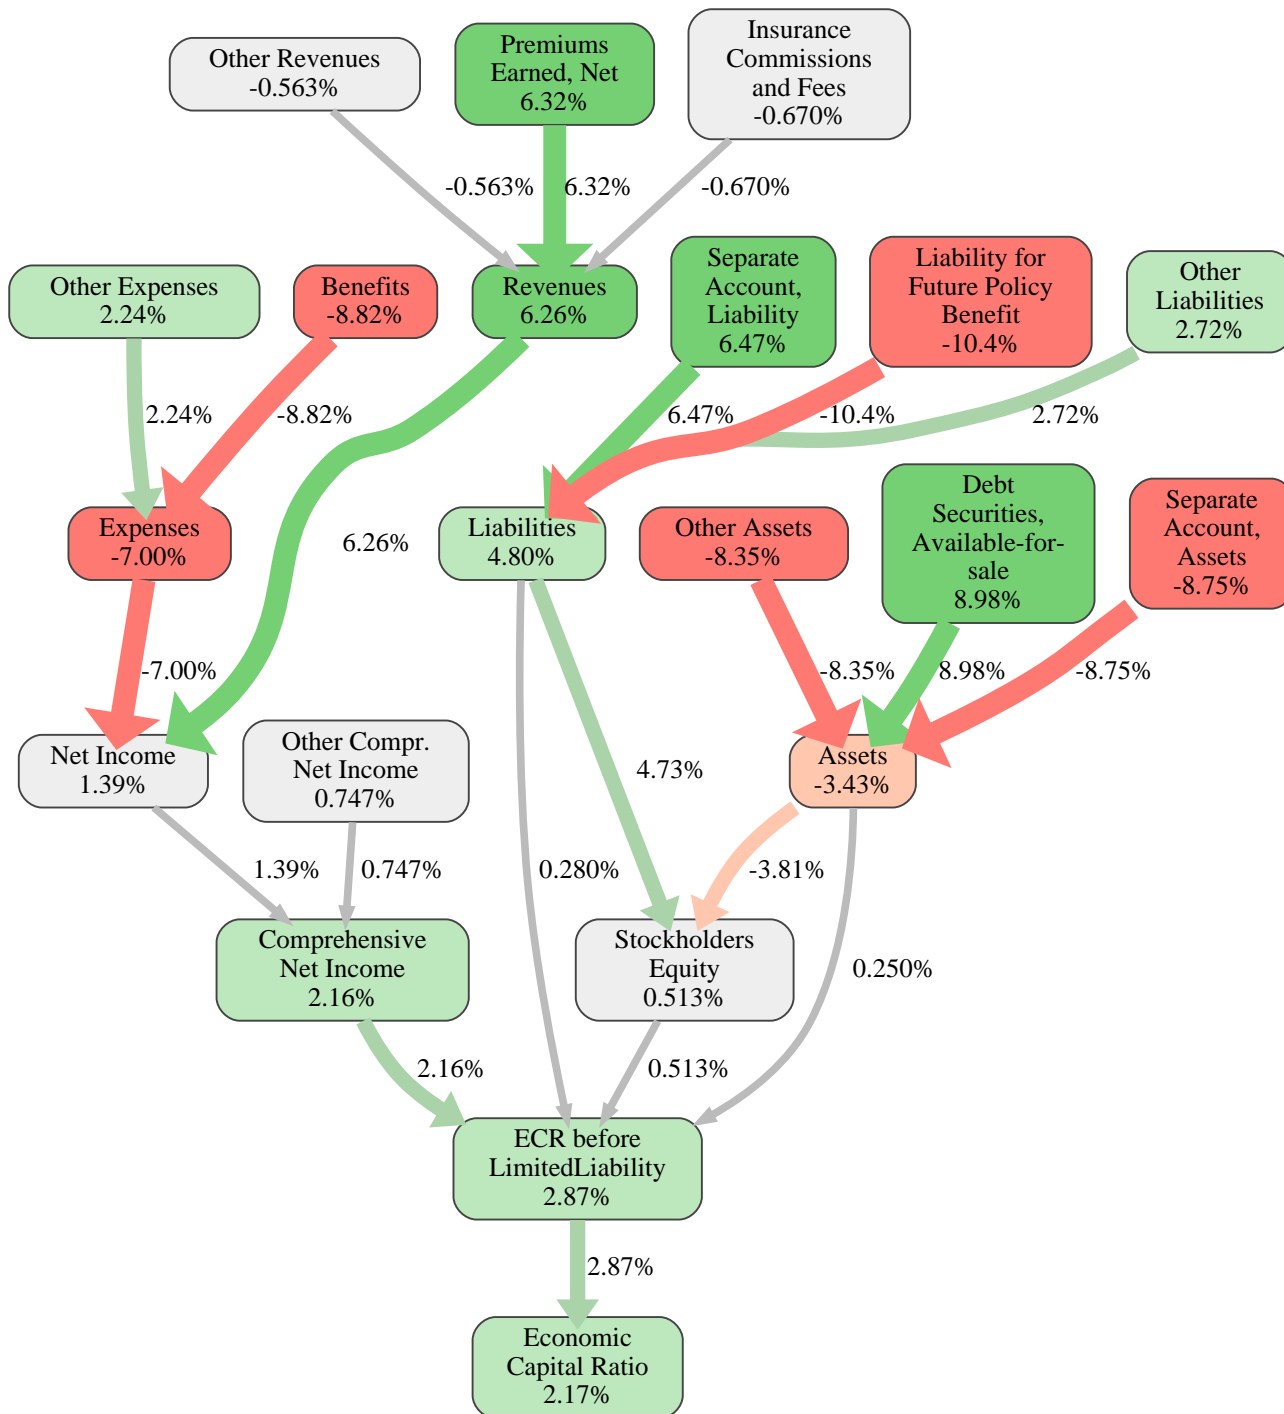 Other Revenues
-0.563%
Premiums
Earned, Net
6.32%
Insurance
Commissions
and Fees
-0.670%
-0.563%
6.32%
-0.670%
Other Expenses
2.24%
Benefits
-8.82%
Revenues
6.26%
Separate
Account,
Liability
6.47%
Liability for
Future Policy
Benefit
-10.4%
Other
Liabilities
2.72%
2.24%
-8.82%
6.47%
-10.4%
2.72%
Expenses
-7.00%
6.26%
Liabilities
4.80%
Other Assets
-8.35%
Debt
Securities,
Available-for-
sale
8.98%
Separate
Account,
Assets
-8.75%
-7.00%
-8.35%
8.98%
-8.75%
Net Income
1.39%
Other Compr.
Net Income
0.747%
4.73%
Assets
-3.43%
1.39%
0.747%
0.280%
-3.81%
0.250%
Comprehensive
Net Income
2.16%
Stockholders
Equity
0.513%
2.16%
0.513%
ECR before
LimitedLiability
2.87%
2.87%
Economic
Capital Ratio
2.17%